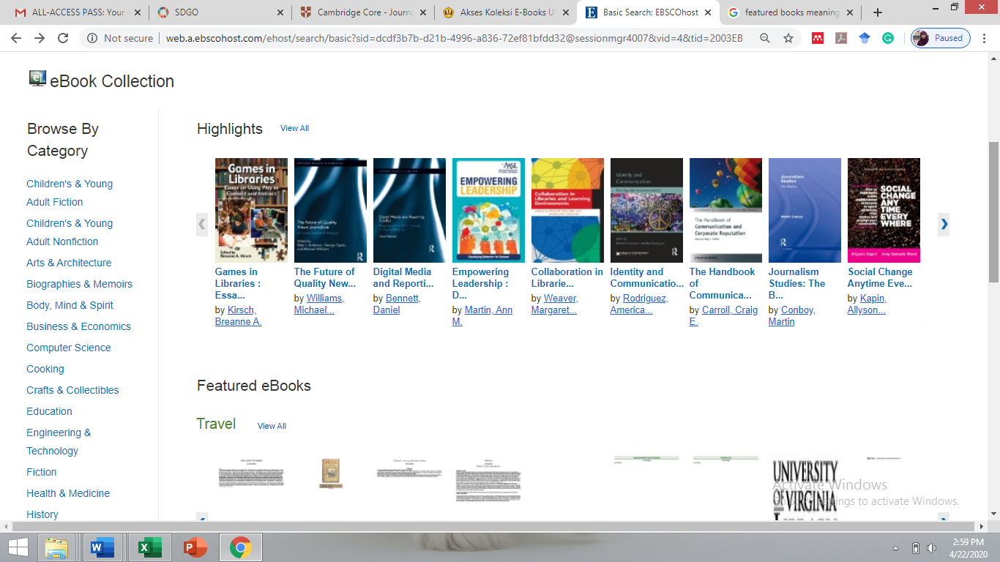 ALL-ACCESS PASS: Your
SDGO
Cambridge Core - Journa
Akses Koleksi E-Books UI
Basic Search: EBSCOhost
featured books meaning
Not secure
web.a.ebscohost.com/ehost/search/basic?sid=dcdf3b7b-d21b-4996-a836-72ef81bfdd32@sessionmgr4007&vid=4&tid=2003EB
Paused
eBook Collection
Browse By
Category
Children's & Young
Adult Fiction
Children's & Young
Adult Nonfiction
Arts & Architecture
Biographies & Memoirs
Body, Mind & Spirit
Business & Economics
Computer Science
Cooking
Crafts & Collectibles
Education
Engineering &
Technology
Fiction
Health & Medicine
History
Highlights View All
Games in
Libraries
Essays on Using Play to
Connect and Instruct
Edited by
Breanne A. Kirsch
The Future of Quality
News Journalism
Digital Media and Reporting
Conflict
EMPOWERING
LEADERSHIP
Developing Behaviors for Success
Collaboration in
Libraries and Learning
Environments
Identity and
Communication
The Handbook of
Communication and
Corporate Reputation
Journalism
Studies
The Basics
Martin Conboy
SOCIAL
CHANGE
ANY
TIME
EVERY
WHERE
Allyson Kapin Amy Sample Ward
Games in
Libraries :
Essa...
by Kirsch,
Breanne A.
The Future of
Quality New...
by Williams,
Michael...
Digital Media
and Reporti...
by Bennett,
Daniel
Empowering
Leadership :
D...
by Martin, Ann
M.
Collaboration in
Librarie...
by Weaver,
Margaret...
Identity and
Communicatio...
by Rodriguez,
America...
The Handbook
of
Communica...
by Carroll, Craig
E.
Journalism
Studies: The
B...
by Conboy,
Martin
Social Change
Anytime Eve...
by Kapin,
Allyson...
Featured eBooks
Travel View All
UNIVERSITY
OF VIRGINIA
LIBRARY
Activate Windows
Go to Settings to activate Windows.
2:59 PM
4/22/2020